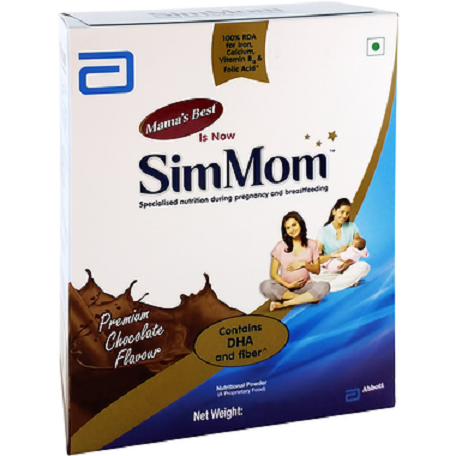 100% RDA
for Iron,
Calcium,
Vitamin B₁₂ &
Folic Acid*
Mama's Best
Is Now
SimMom™
Specialised nutrition during pregnancy and breastfeeding
Premium
Chocolate
Flavour
Contains
DHA
and fiber^
Nutritional Powder
(A Proprietary Food)
Net Weight:
Abbott